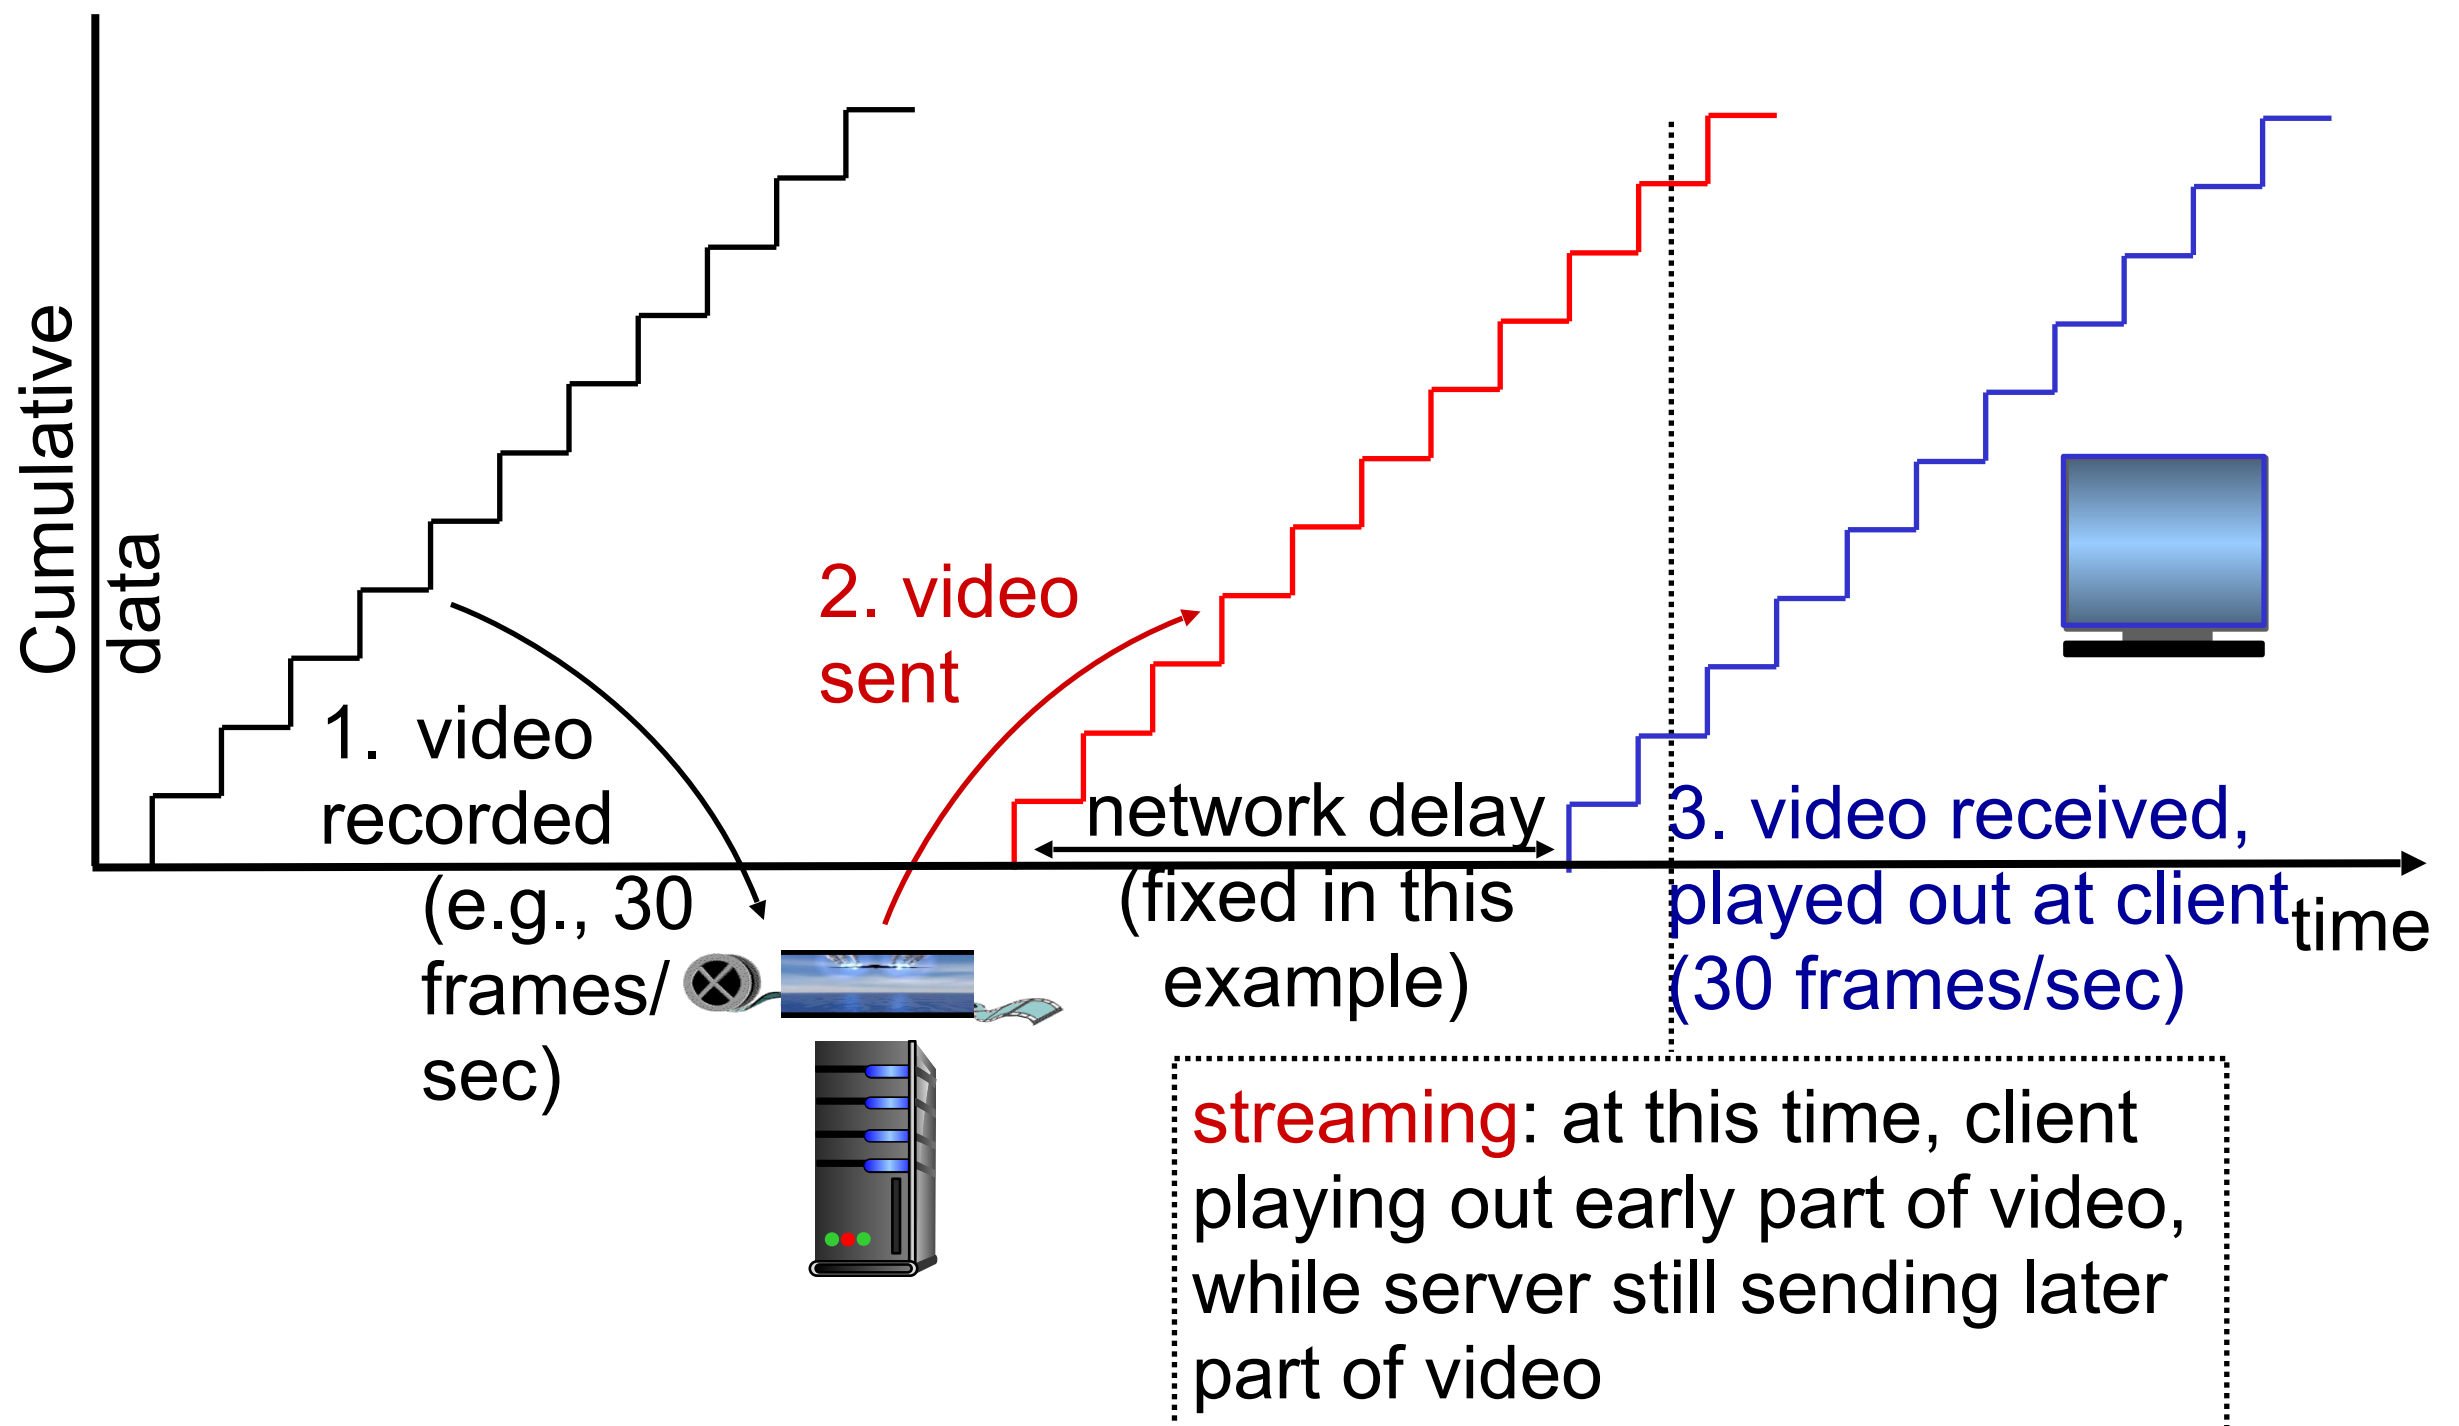 Cumulative
data
1. video
recorded
(e.g., 30
frames/
sec)
2. video
sent
network delay
(fixed in this
example)
3. video received,
played out at client
(30 frames/sec)
time
streaming: at this time, client
playing out early part of video,
while server still sending later
part of video